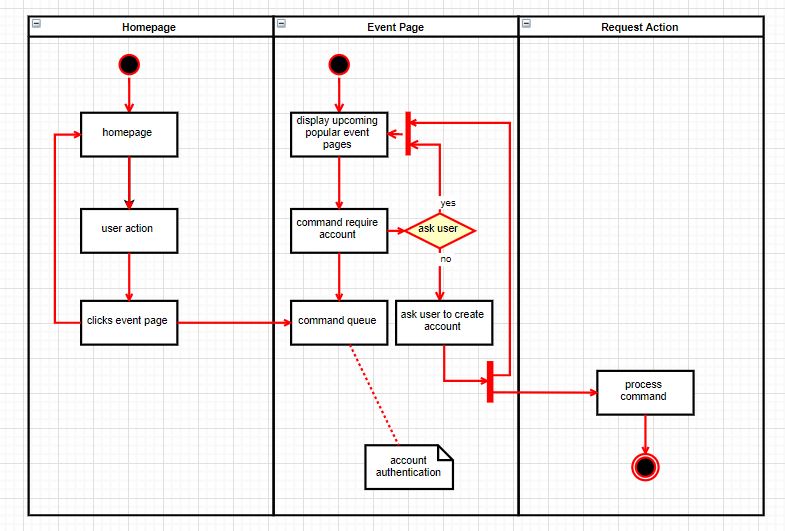 Homepage
Event Page
Request Action
homepage
display upcoming
popular event
pages
yes
user action
command require
account
ask user
no
clicks event page
command queue
ask user to create
account
process
command
account
authentication